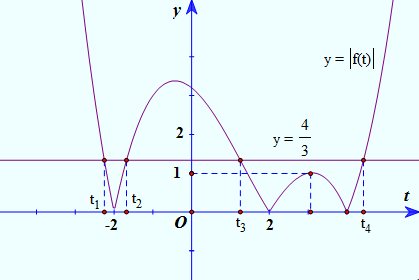 y
y = |f(t)|
y = 4/3
2
1
t₁
t₂
t
-2
O
t₃
2
t₄